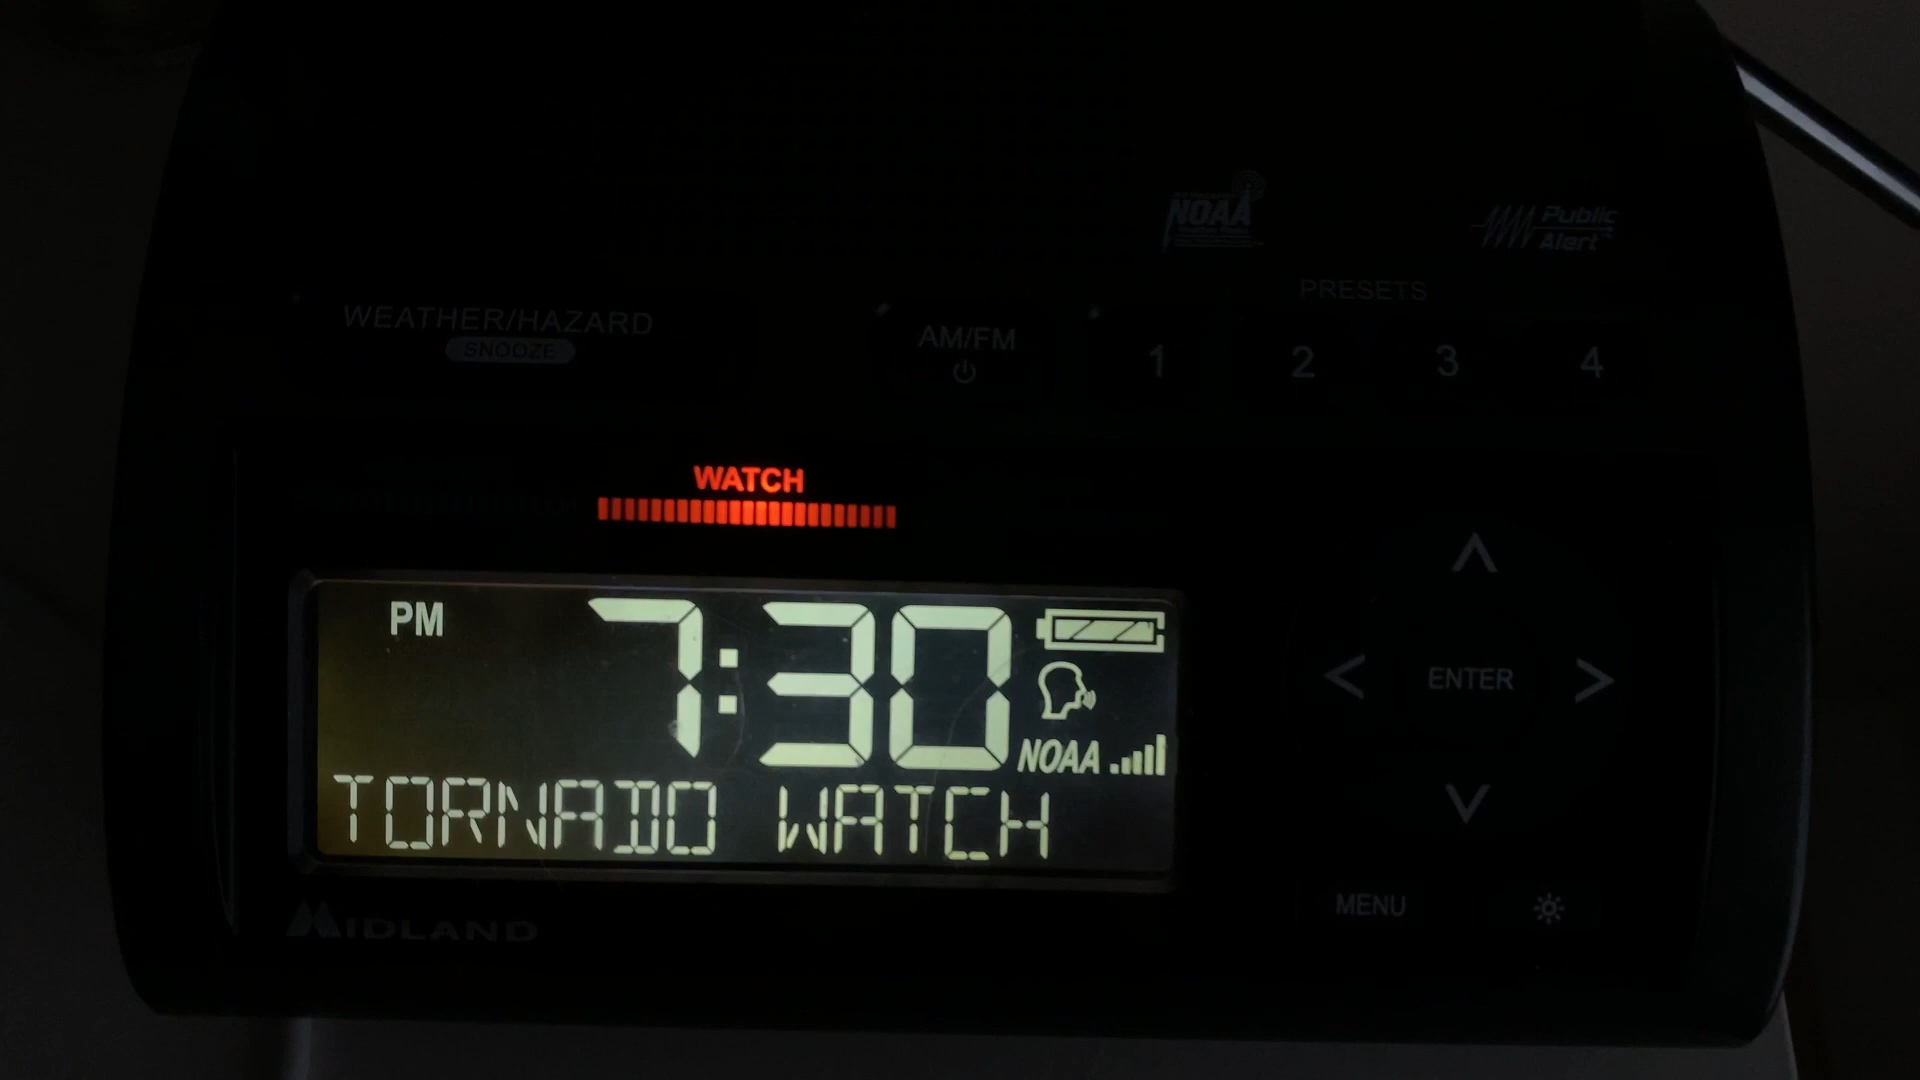 NOAA
Public
Alert
PRESETS
WEATHER/HAZARD
SNOOZE
AM/FM
1 2 3 4
WATCH
PM 7:30
NOAA
TORNADO WATCH
ENTER
MENU
MIDLAND